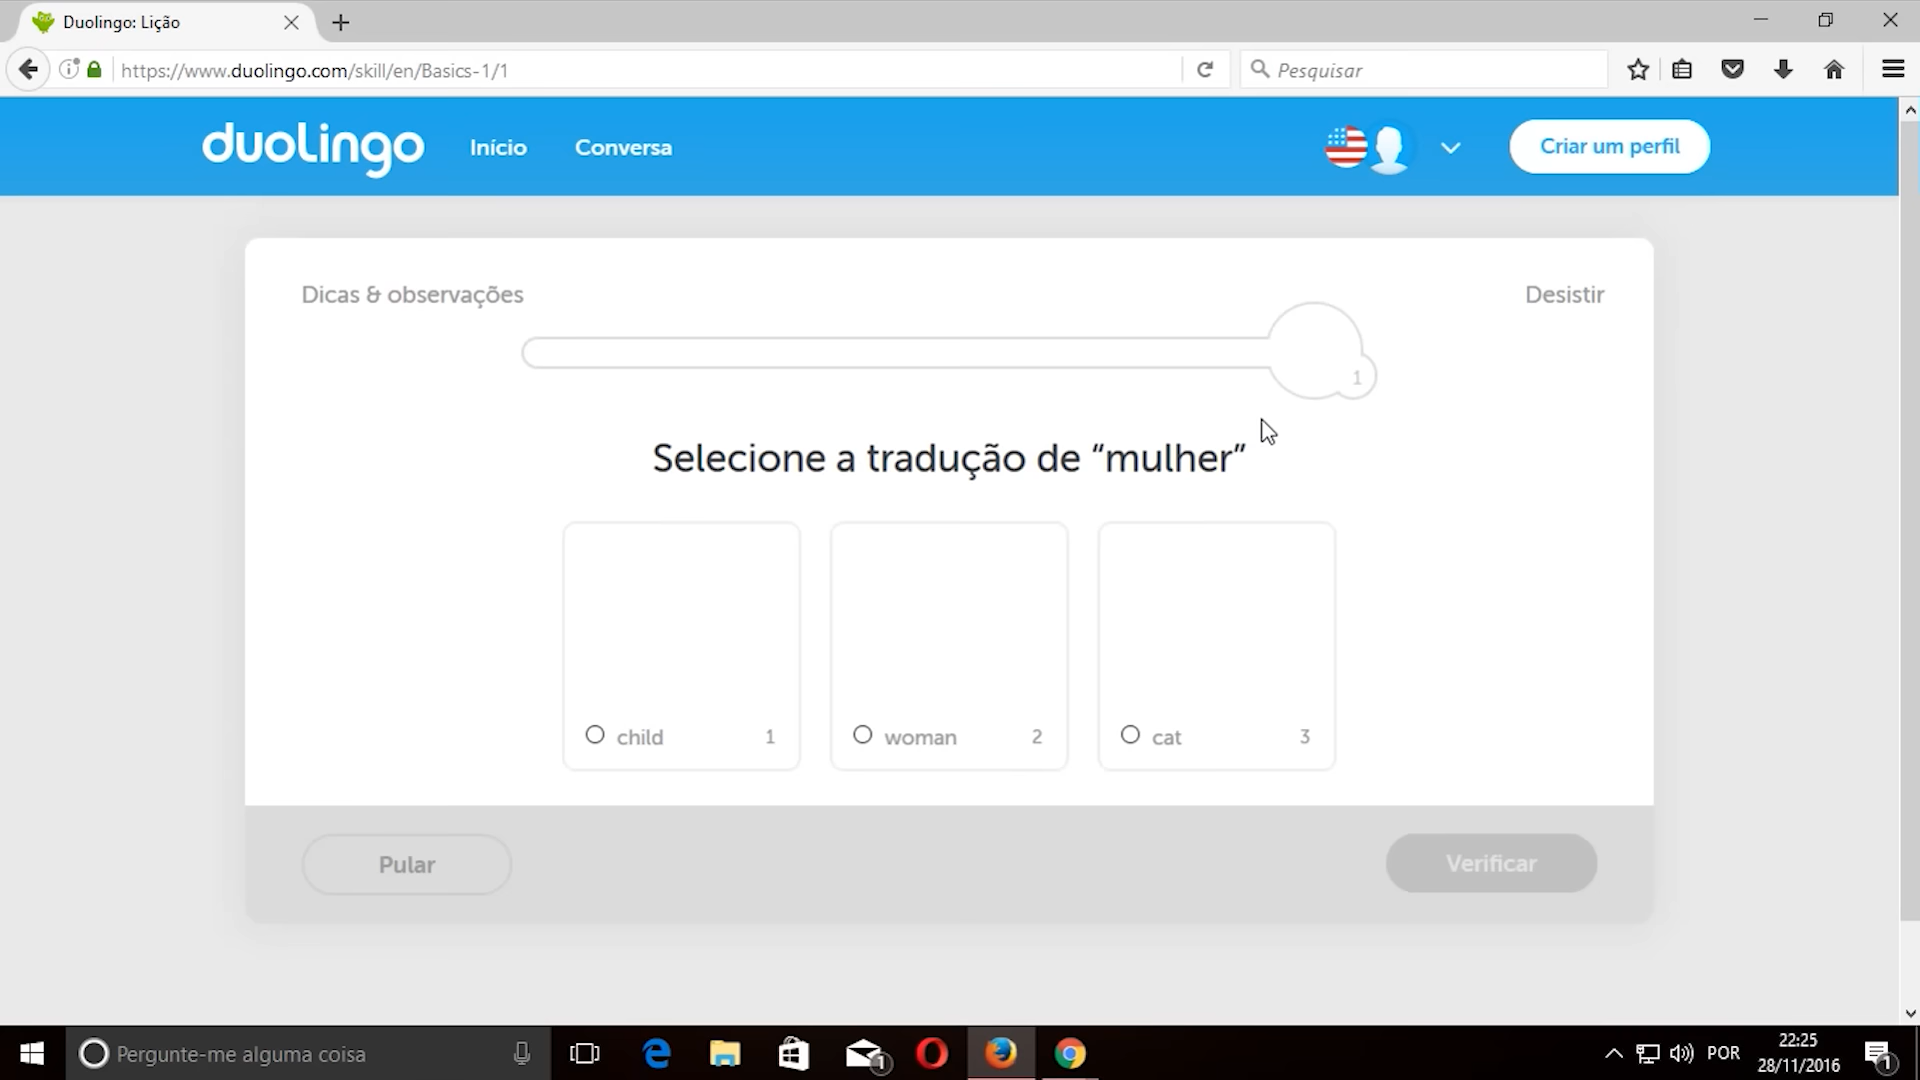 Duolingo: Lição
https://www.duolingo.com/skill/en/Basics-1/1
Pesquisar
duolingo
Início
Conversa
Criar um perfil
Dicas & observações
Desistir
1
Selecione a tradução de “mulher”
child 1
woman 2
cat 3
Pular
Verificar
Pergunte-me alguma coisa
1
POR
22:25
28/11/2016
1